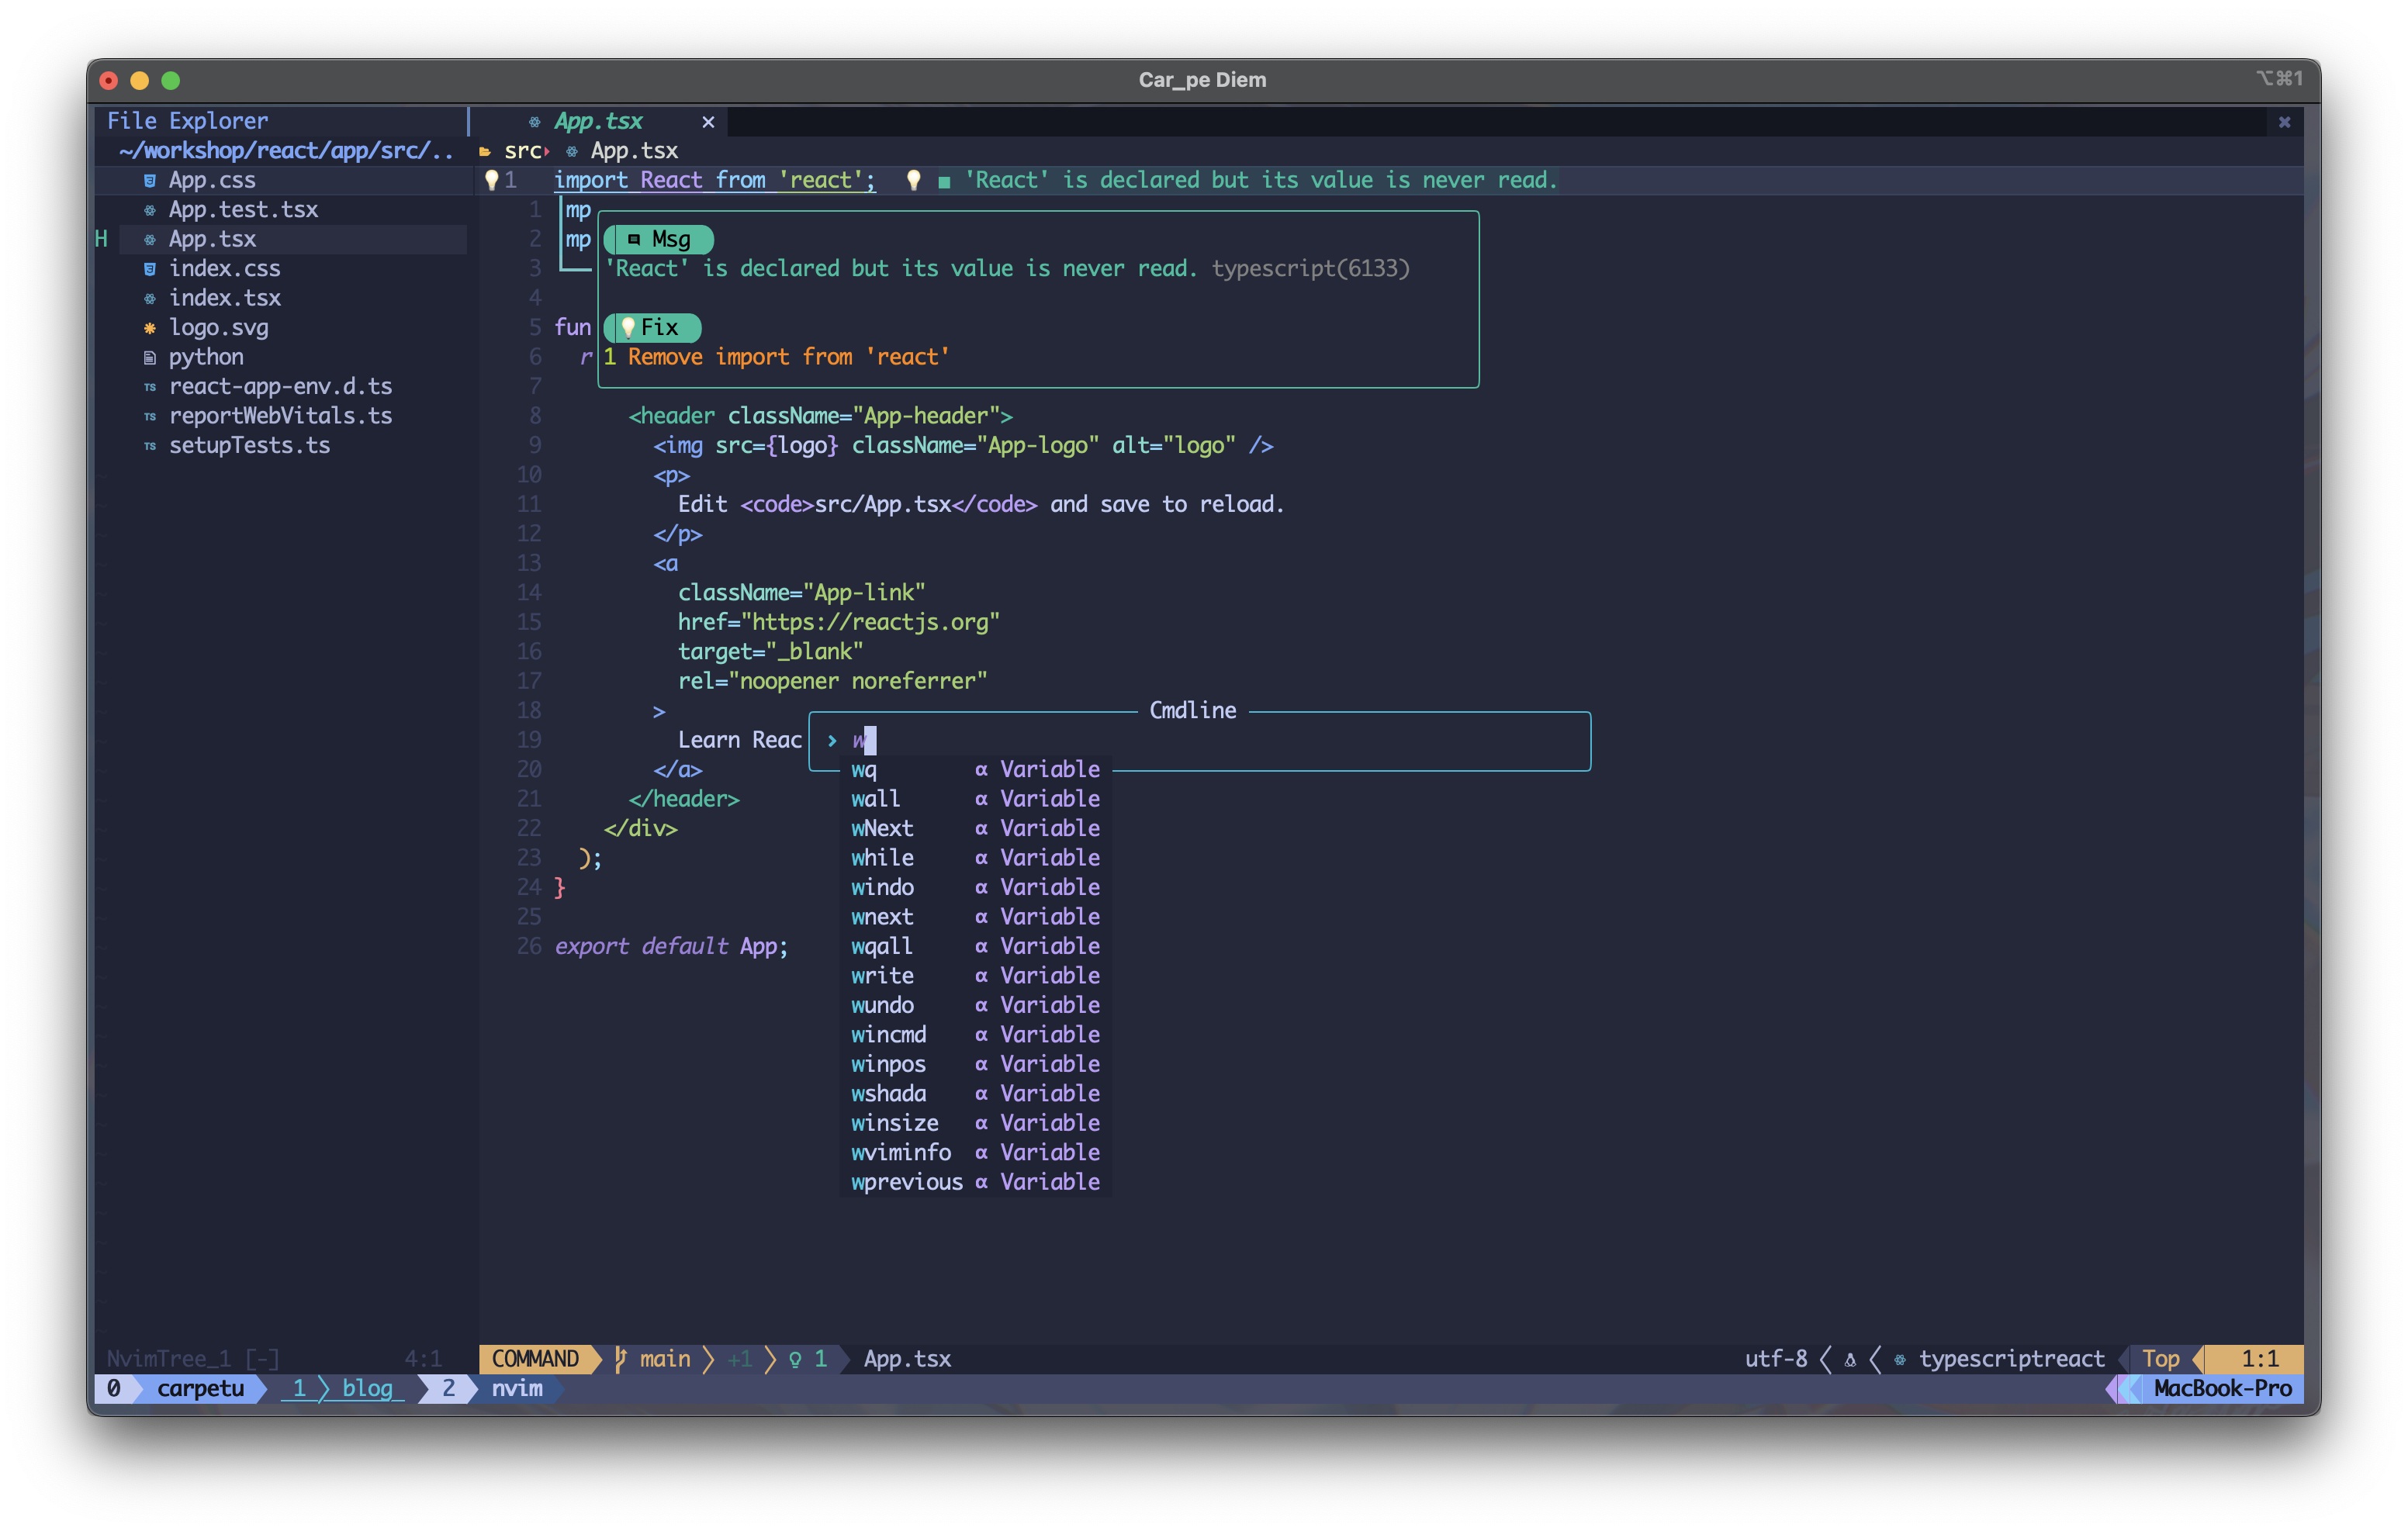 Car_pe Diem
⌥⌘1
File Explorer
~/workshop/react/app/src/..
App.css
App.test.tsx
H App.tsx
index.css
index.tsx
logo.svg
python
TS react-app-env.d.ts
TS reportWebVitals.ts
TS setupTests.ts
App.tsx ×
src App.tsx
1 import React from 'react'; ■ 'React' is declared but its value is never read.
1 mp
2 mp Msg
3 'React' is declared but its value is never read. typescript(6133)
4
5 fun Fix
6 r 1 Remove import from 'react'
7
8 <header className="App-header">
9 <img src={logo} className="App-logo" alt="logo" />
10 <p>
11 Edit <code>src/App.tsx</code> and save to reload.
12 </p>
13 <a
14 className="App-link"
15 href="https://reactjs.org"
16 target="_blank"
17 rel="noopener noreferrer"
18 >
19 Learn Reac
20 </a>
21 </header>
22 </div>
23 );
24 }
25
26 export default App;
Cmdline
> w
wq α Variable
wall α Variable
wNext α Variable
while α Variable
windo α Variable
wnext α Variable
wqall α Variable
write α Variable
wundo α Variable
wincmd α Variable
winpos α Variable
wshada α Variable
winsize α Variable
wviminfo α Variable
wprevious α Variable
NvimTree_1 [-] 4:1
COMMAND main +1 1 App.tsx utf-8 typescriptreact Top 1:1
0 carpetu 1 blog 2 nvim MacBook-Pro